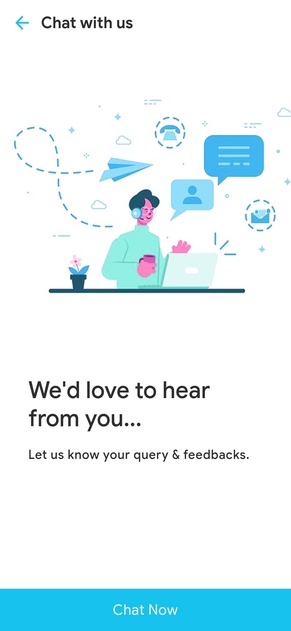 Chat with us
We'd love to hear
from you...
Let us know your query & feedbacks.
Chat Now